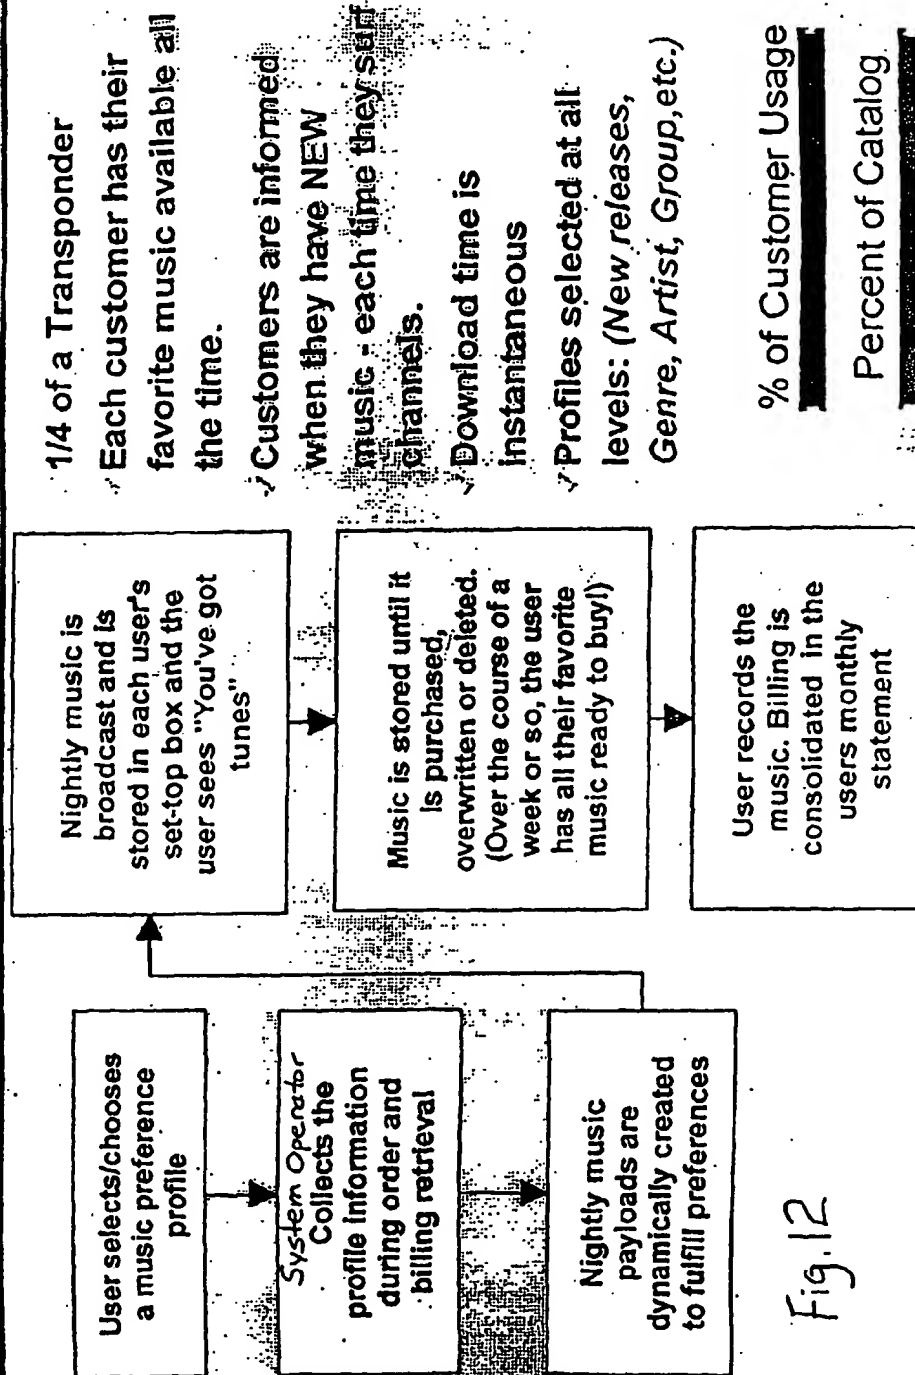 User selects/chooses
a music preference
profile
System Operator
Collects the
profile information
during order and
billing retrieval
Nightly music
payloads are
dynamically created
to fulfill preferences
Nightly music is
broadcast and is
stored in each user's
set-top box and the
user sees "You've got
tunes"
Music is stored until it
is purchased,
overwritten or deleted.
(Over the course of a
week or so, the user
has all their favorite
music ready to buy!)
User records the
music. Billing is
consolidated in the
users monthly
statement
1/4 of a Transponder
✓Each customer has their
favorite music available all
the time.
✓Customers are informed
when they have NEW
music - each time they surf
channels.
✓Download time is
instantaneous
✓Profiles selected at all
levels: (New releases,
Genre, Artist, Group,etc.)
% of Customer Usage
Percent of Catalog
Fig.12